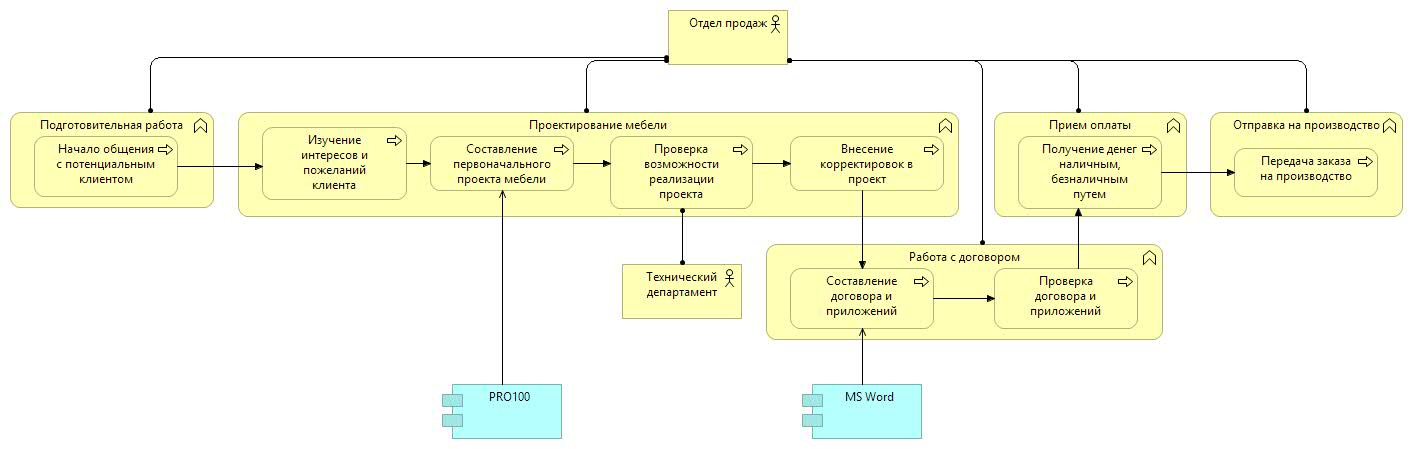 Отдел продаж
Подготовительная работа
Начало общения
с потенциальным
клиентом
Проектирование мебели
Изучение
интересов и
пожеланий
клиента
Составление
первоначального
проекта мебели
Проверка
возможности
реализации
проекта
Внесение
корректировок в
проект
Прием оплаты
Получение денег
наличным,
безналичным
путем
Отправка на производство
Передача заказа
на производство
Технический
департамент
Работа с договором
Составление
договора и
приложений
Проверка
договора и
приложений
PRO100
MS Word